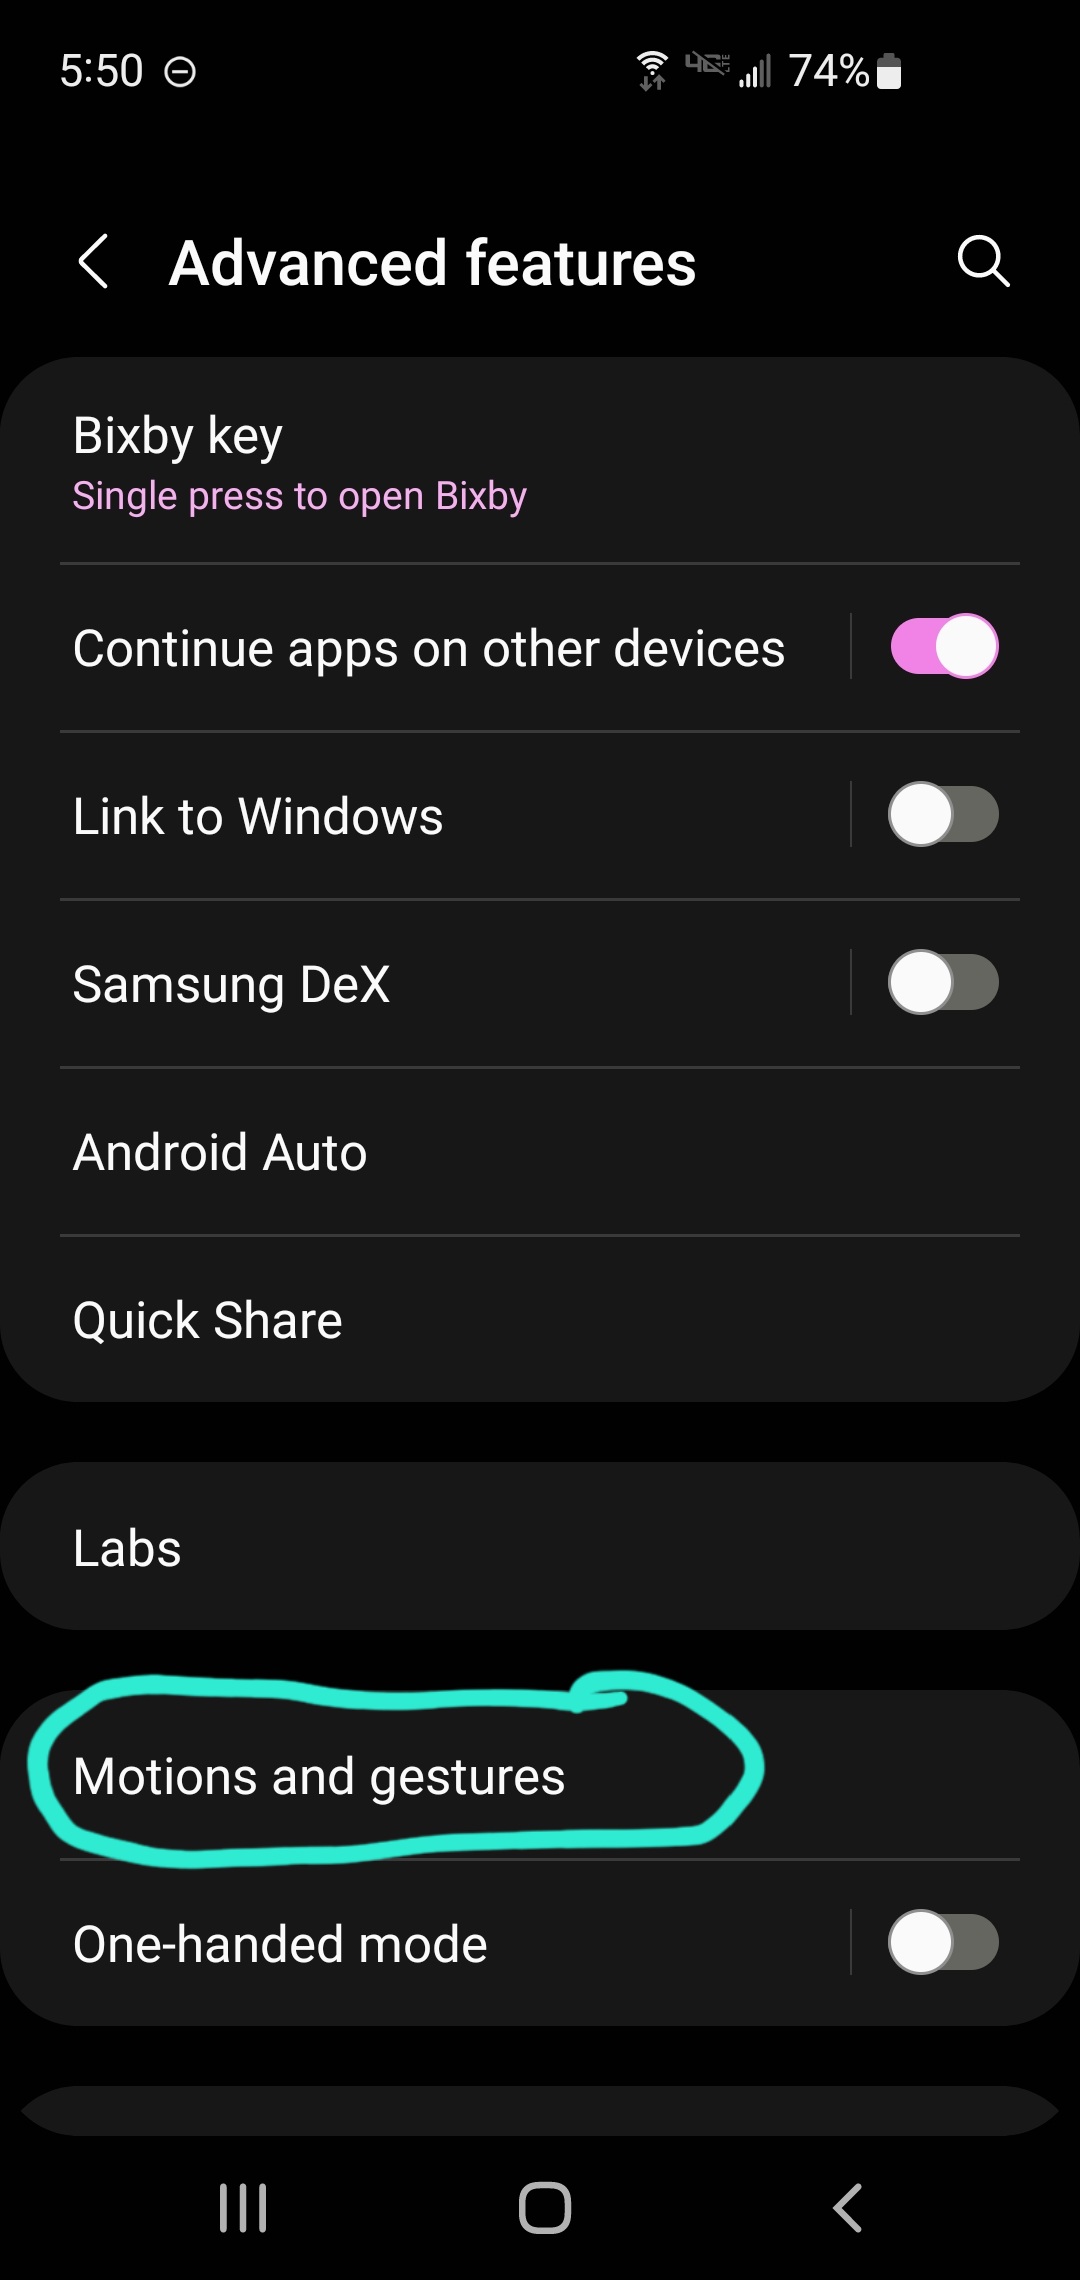 5:50 74%
Advanced features
Bixby key
Single press to open Bixby
Continue apps on other devices
Link to Windows
Samsung DeX
Android Auto
Quick Share
Labs
Motions and gestures
One-handed mode